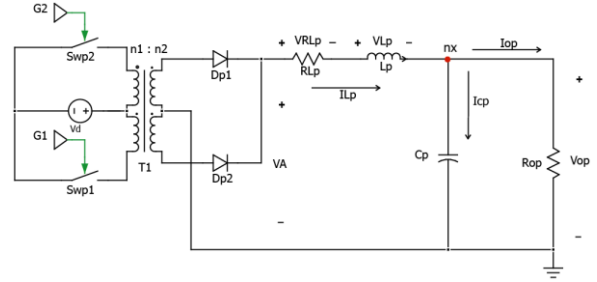 G2
Swp2
n1 : n2
Dp1
+ VRLp -
RLp
+ VLp -
Lp
nx
Iop
ILp
Icp
- +
Vd
G1
Swp1
T1
Dp2
+
VA
-
Cp
Rop
+
Vop
-